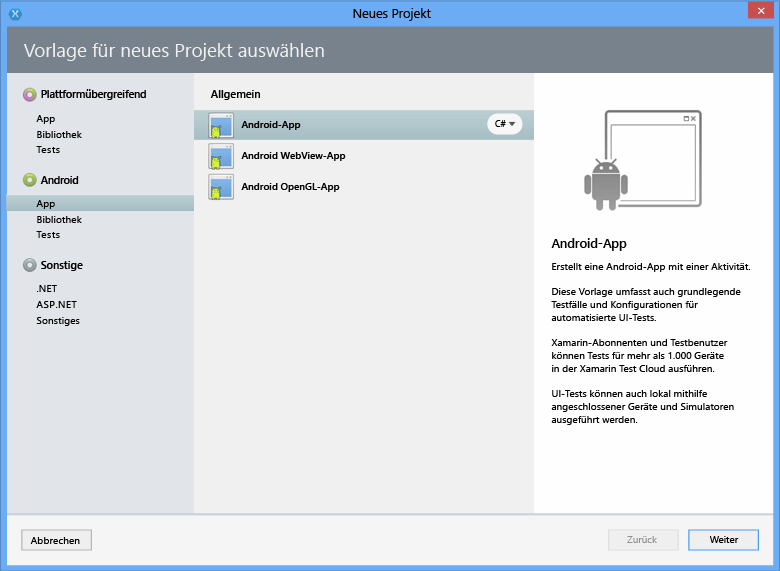 Neues Projekt
Vorlage für neues Projekt auswählen
Plattformübergreifend
App
Bibliothek
Tests
Android
App
Bibliothek
Tests
Sonstige
.NET
ASP.NET
Sonstiges
Allgemein
Android-App
C#
Android WebView-App
Android OpenGL-App
Android-App
Erstellt eine Android-App mit einer Aktivität.
Diese Vorlage umfasst auch grundlegende
Testfälle und Konfigurationen für
automatisierte UI-Tests.
Xamarin-Abonnenten und Testbenutzer
können Tests für mehr als 1.000 Geräte
in der Xamarin Test Cloud ausführen.
UI-Tests können auch lokal mithilfe
angeschlossener Geräte und Simulatoren
ausgeführt werden.
Abbrechen
Zurück
Weiter